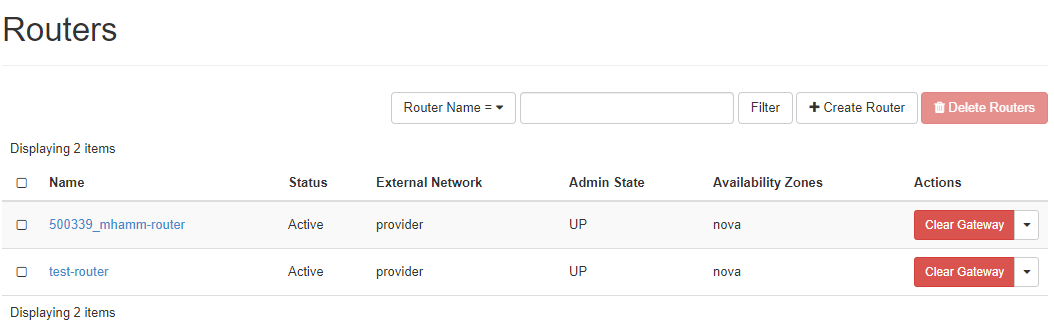 Routers
Router Name = Filter Create Router Delete Routers
Displaying 2 items
Name Status External Network Admin State Availability Zones Actions
500339_mhamm-router Active provider UP nova Clear Gateway
test-router Active provider UP nova Clear Gateway
Displaying 2 items